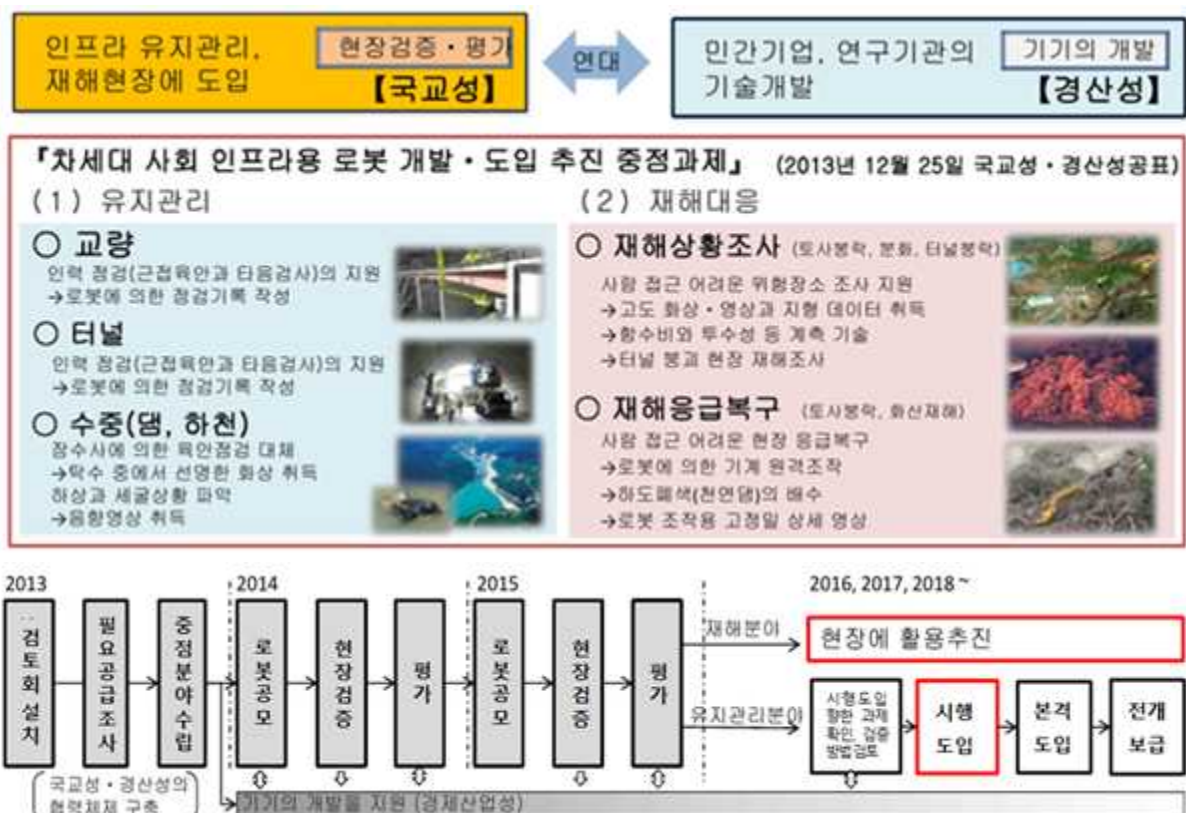 인프라 유지관리,
재해현장에 도입
현장검증・평가
【국교성】
연대
민간기업, 연구기관의
기술개발
기기의 개발
【경산성】
『차세대 사회 인프라용 로봇 개발・도입 추진 중점과제』 (2013년 12월 25일 국교성・경산성공표)
(1) 유지관리
○ 교량
인력 점검(근접육안과 타음검사)의 지원
→로봇에 의한 점검기록 작성
○ 터널
인력 점검(근접육안과 타음검사)의 지원
→로봇에 의한 점검기록 작성
○ 수중(댐, 하천)
잠수사에 의한 육안점검 대체
→탁수 중에서 선명한 화상 취득
하상과 세굴상황 파악
→음향영상 취득
(2) 재해대응
○ 재해상황조사 (토사붕락, 분화, 터널붕락)
사람 접근 어려운 위험장소 조사 지원
→고도 화상・영상과 지형 데이터 취득
→함수비와 투수성 등 계측 기술
→터널 붕괴 현장 재해조사
○ 재해응급복구 (토사붕락, 화산재해)
사람 접근 어려운 현장 응급복구
→로봇에 의한 기계 원격조작
→하도폐색(천연댐)의 배수
→로봇 조작용 고정밀 상세 영상
2013
2014
2015
2016, 2017, 2018 ~
검토회설치
필요공급조사
중점분야수립
로봇공모
현장검증
평가
로봇공모
현장검증
평가
재해분야
현장에 활용추진
유지관리분야
시행도입
향한 과제
확인, 검증
방법검토
시행
도입
본격
도입
전개
보급
국교성・경산성의
협력체제 구축
기기의 개발을 지원 (경제산업성)